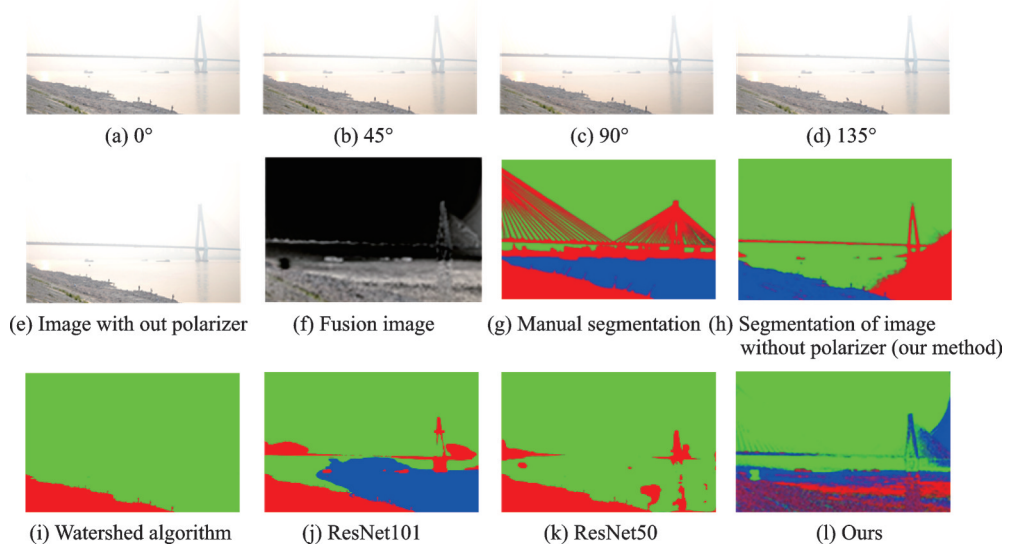 (a) 0°
(b) 45°
(c) 90°
(d) 135°
(e) Image with out polarizer
(f) Fusion image
(g) Manual segmentation
(h) Segmentation of image
without polarizer (our method)
(i) Watershed algorithm
(j) ResNet101
(k) ResNet50
(l) Ours